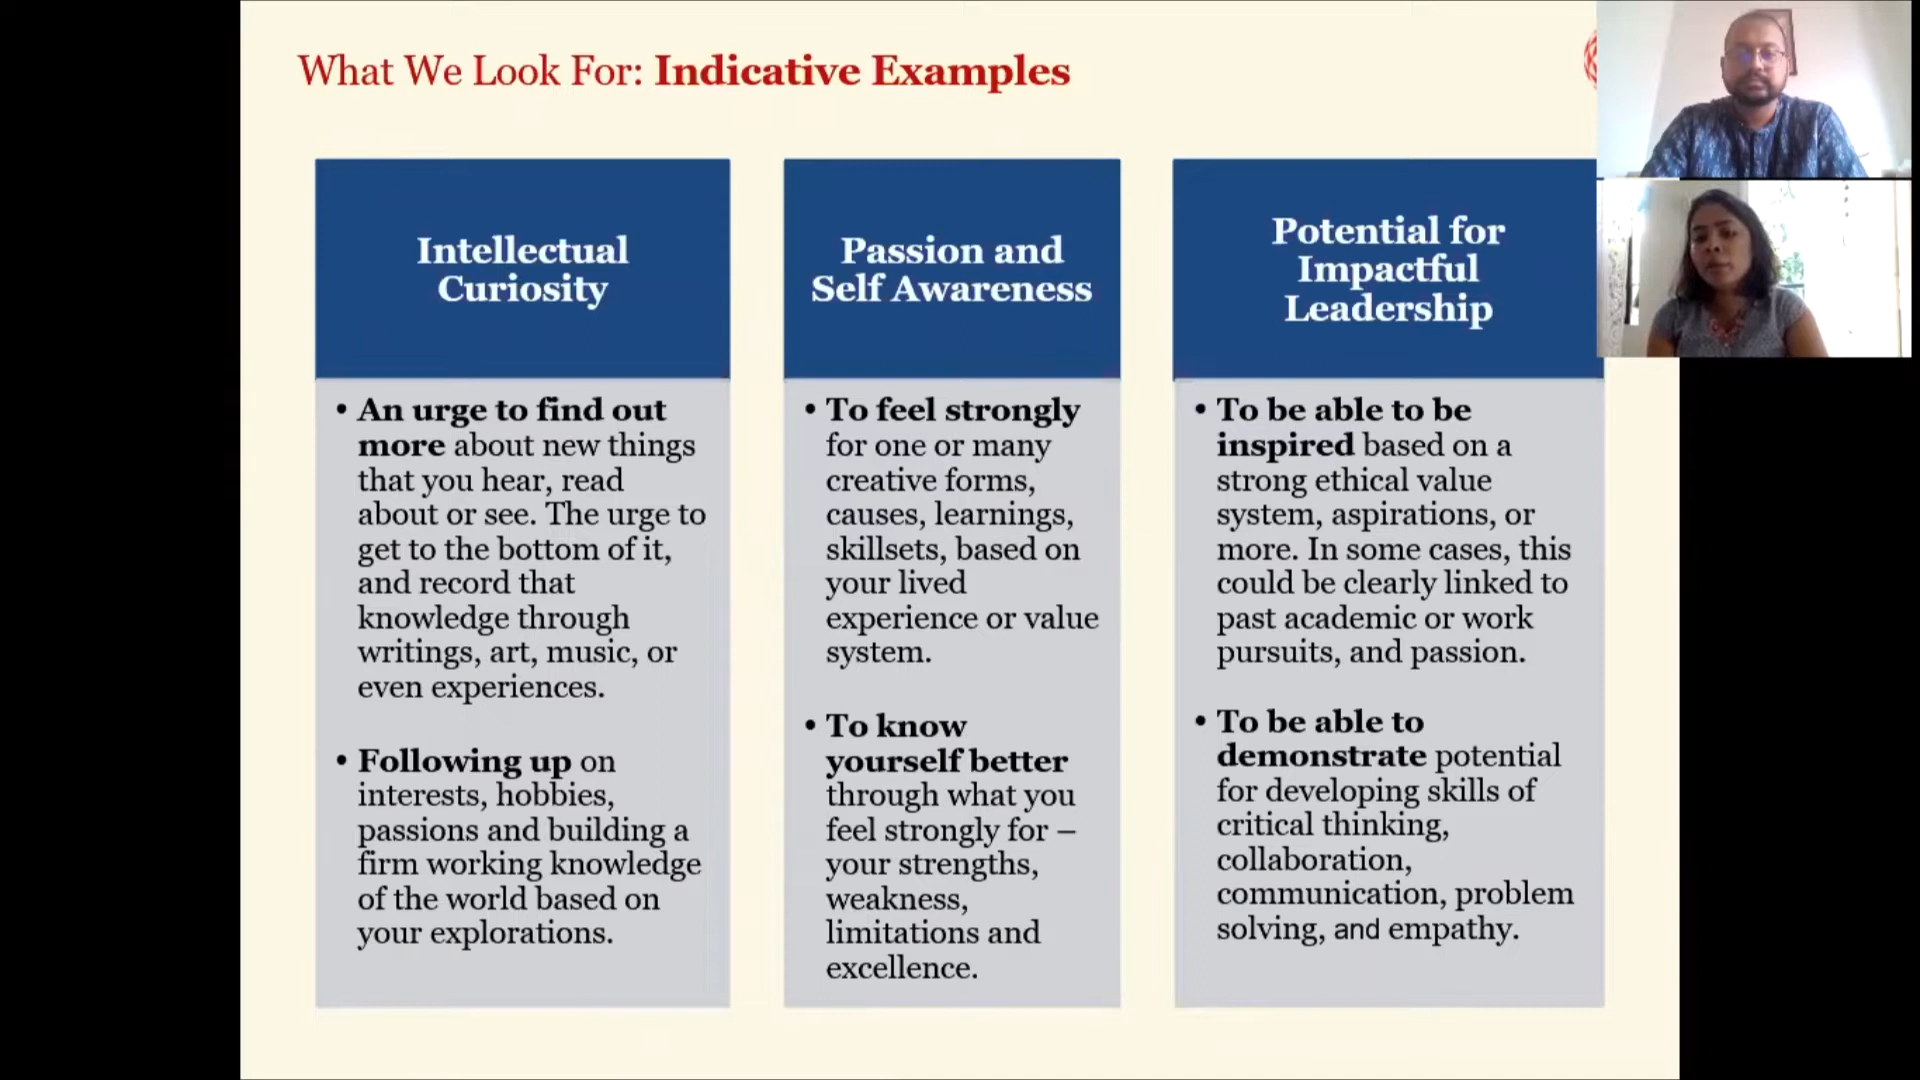 What We Look For: Indicative Examples
Intellectual
Curiosity
• An urge to find out
more about new things
that you hear, read
about or see. The urge to
get to the bottom of it,
and record that
knowledge through
writings, art, music, or
even experiences.
• Following up on
interests, hobbies,
passions and building a
firm working knowledge
of the world based on
your explorations.
Passion and
Self Awareness
• To feel strongly
for one or many
creative forms,
causes, learnings,
skillsets, based on
your lived
experience or value
system.
• To know
yourself better
through what you
feel strongly for –
your strengths,
weakness,
limitations and
excellence.
Potential for
Impactful
Leadership
• To be able to be
inspired based on a
strong ethical value
system, aspirations, or
more. In some cases, this
could be clearly linked to
past academic or work
pursuits, and passion.
• To be able to
demonstrate potential
for developing skills of
critical thinking,
collaboration,
communication, problem
solving, and empathy.